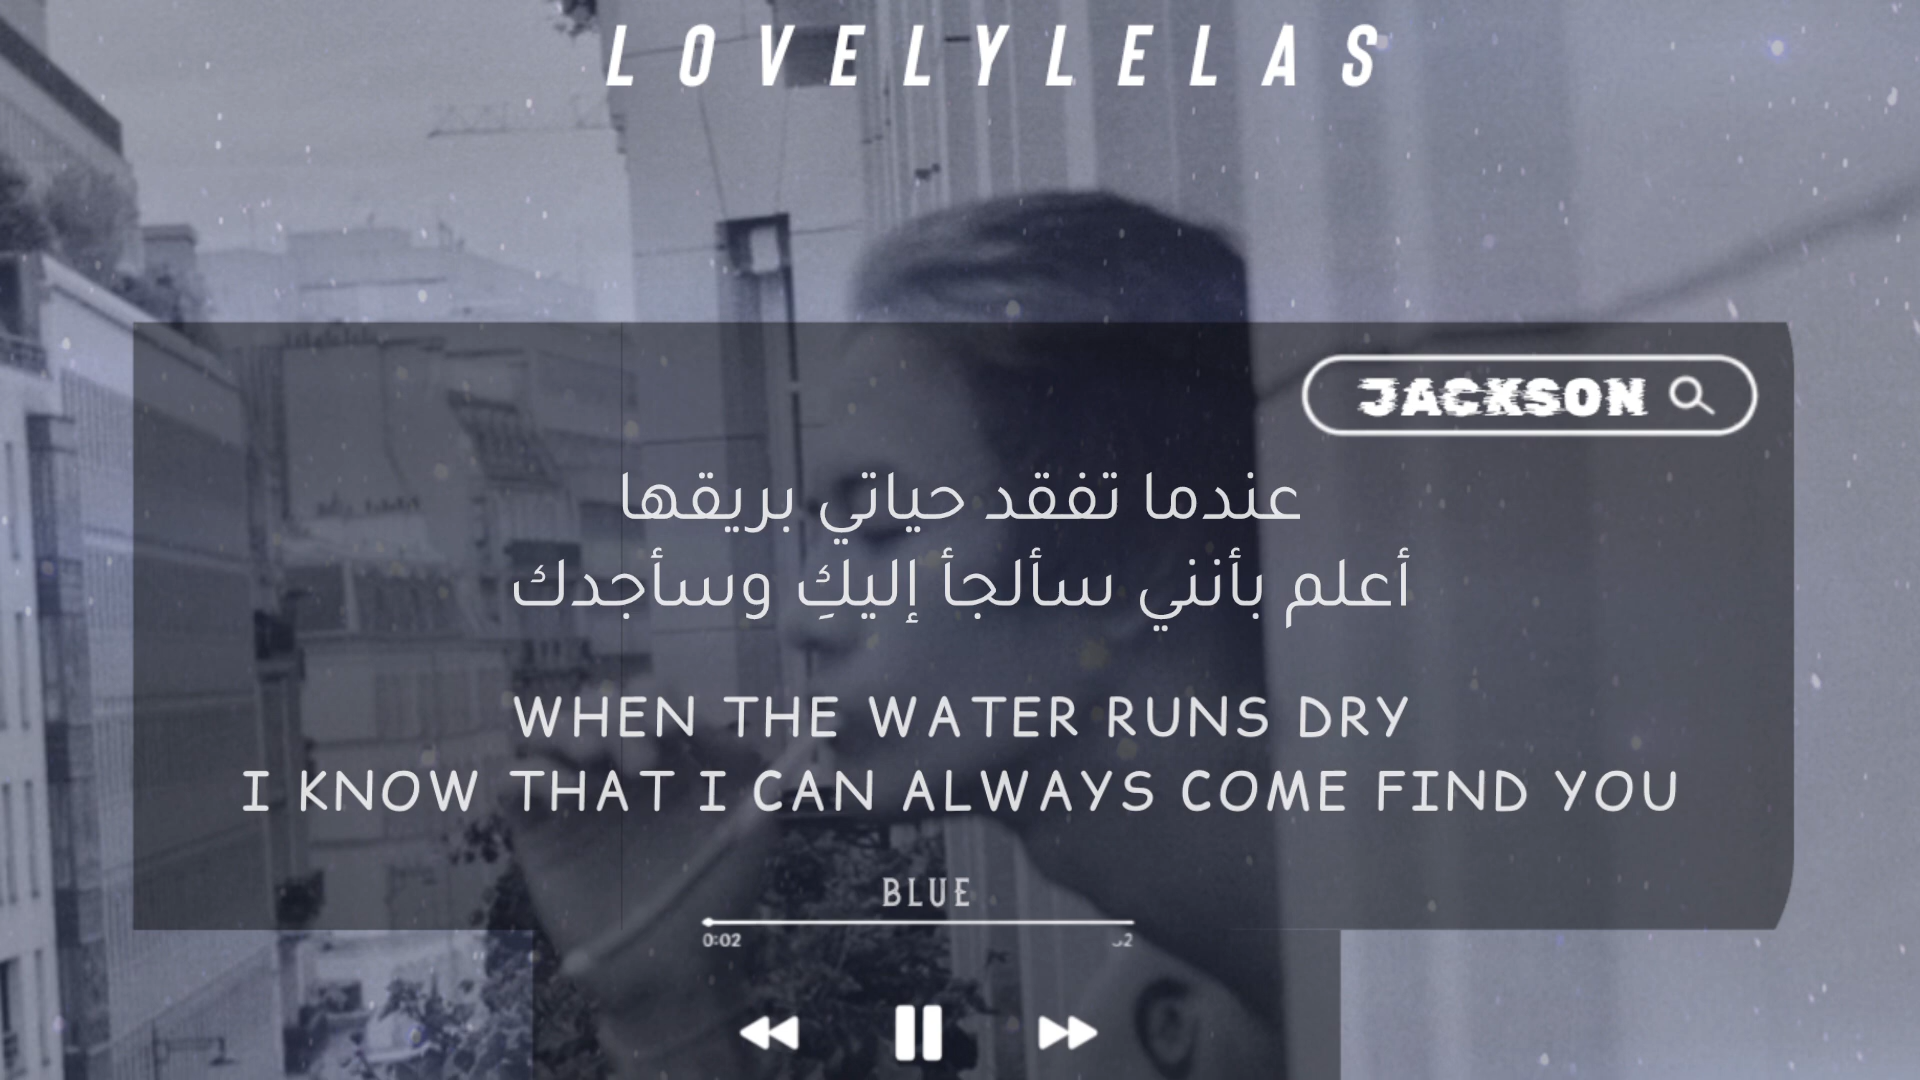 LOVELYLELAS
JACKSON
عندما تفقد حياتي بريقها
أعلم بأنني سألجأ إليكِ وسأجدك
WHEN THE WATER RUNS DRY
I KNOW THAT I CAN ALWAYS COME FIND YOU
BLUE
0:02